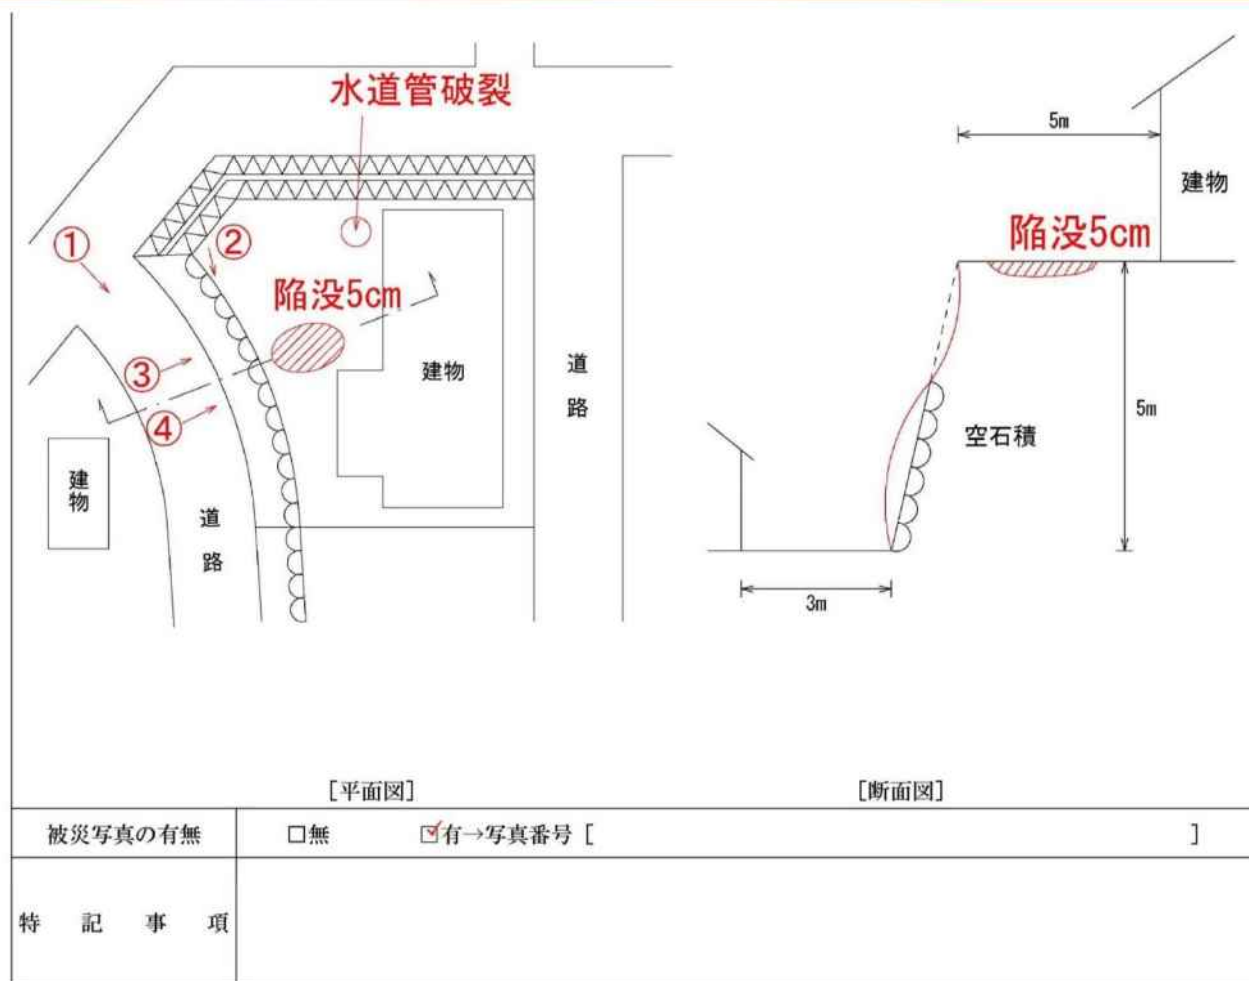 水道管破裂
①
②
陥没5cm
③
④
建物
建物
道路
道路
[平面図]
5m
建物
陥没5cm
空石積
5m
3m
[断面図]
被災写真の有無
□無 ☑有→写真番号 [ ]
特記事項